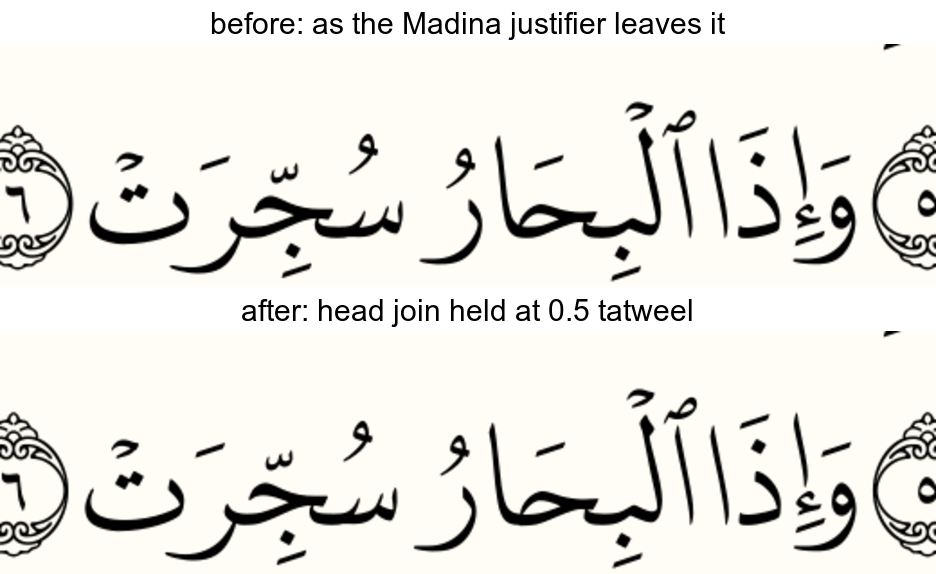 before: as the Madina justifier leaves it
٥ وَإِذَا ٱلْبِحَارُ سُجِّرَتْ ٦
after: head join held at 0.5 tatweel
٥ وَإِذَا ٱلْبِحَارُ سُجِّرَتْ ٦